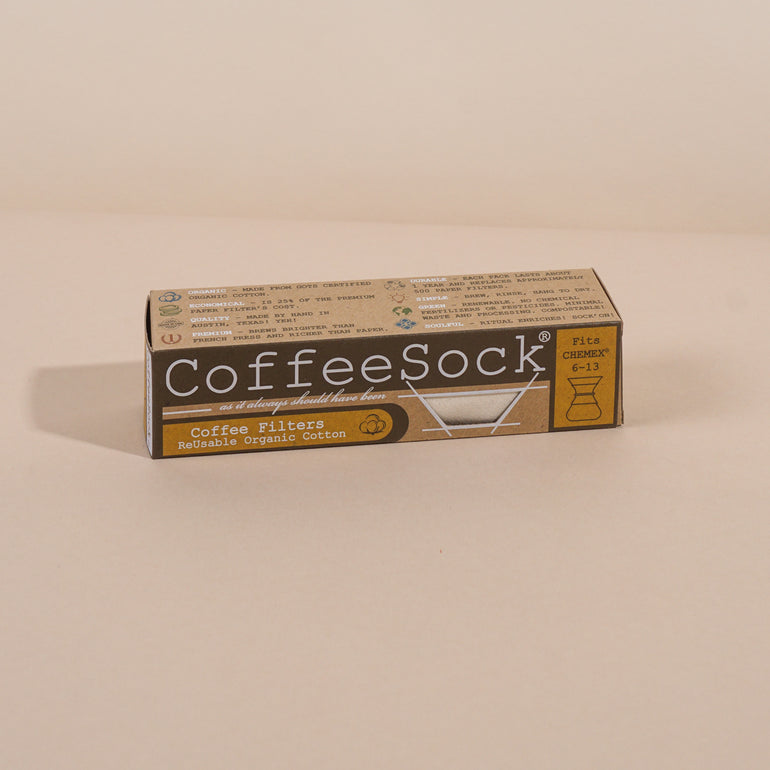 ORGANIC - MADE FROM GOTS CERTIFIED
ORGANIC COTTON.
ECONOMICAL - IS 25% OF THE PREMIUM
PAPER FILTER'S COST.
QUALITY - MADE BY HAND IN
AUSTIN, TEXAS! YEH!
PREMIUM - BREWS BRIGHTER THAN
FRENCH PRESS AND RICHER THAN PAPER.
DURABLE - EACH PACK LASTS ABOUT
1 YEAR AND REPLACES APPROXIMATELY
500 PAPER FILTERS.
SIMPLE - BREW, RINSE, HANG TO DRY.
GREEN - RENEWABLE, NO CHEMICAL
FERTILIZERS OR PESTICIDES. MINIMAL
WASTE AND PROCESSING. COMPOSTABLE!
SOULFUL - RITUAL ENRICHES! SOCK'ON!
CoffeeSock®
as it always should have been
Coffee Filters
ReUsable Organic Cotton
Fits
CHEMEX®
6-13